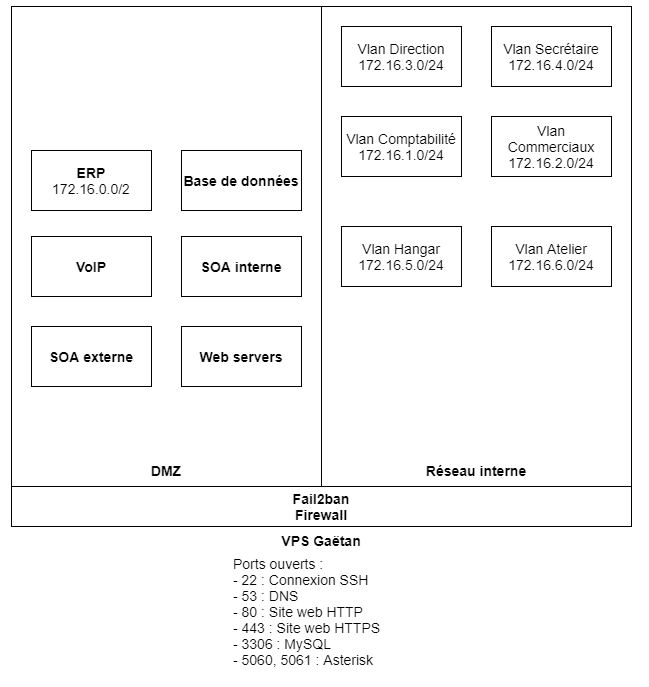 Vlan Direction
172.16.3.0/24
Vlan Secrétaire
172.16.4.0/24
Vlan Comptabilité
172.16.1.0/24
Vlan
Commerciaux
172.16.2.0/24
ERP
172.16.0.0/2
Base de données
VoIP
SOA interne
Vlan Hangar
172.16.5.0/24
Vlan Atelier
172.16.6.0/24
SOA externe
Web servers
DMZ
Réseau interne
Fail2ban
Firewall
VPS Gaëtan
Ports ouverts :
- 22 : Connexion SSH
- 53 : DNS
- 80 : Site web HTTP
- 443 : Site web HTTPS
- 3306 : MySQL
- 5060, 5061 : Asterisk